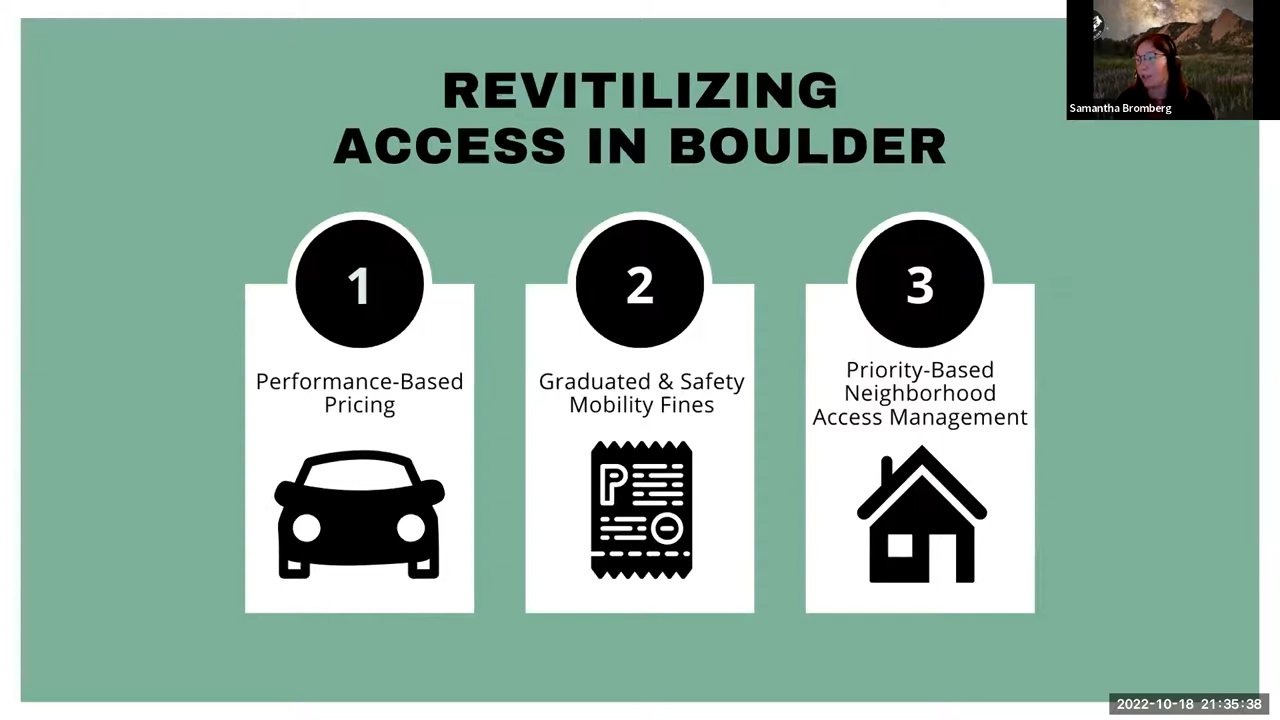 REVITILIZING
ACCESS IN BOULDER
Samantha Bromberg
1
2
3
Performance-Based
Pricing
Graduated & Safety
Mobility Fines
Priority-Based
Neighborhood
Access Management
P
2022-10-18 21:35:38